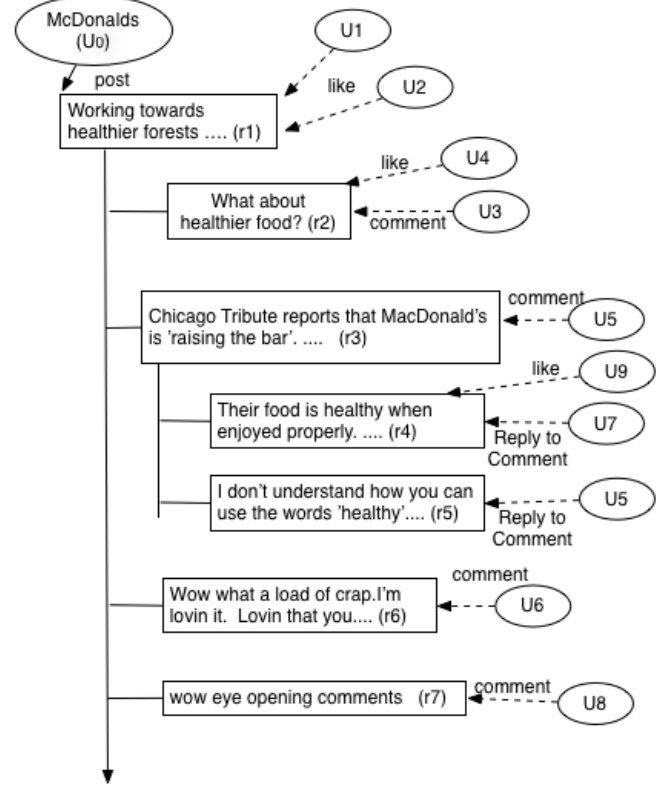 McDonalds
(U0)
post
U1
like
U2
Working towards
healthier forests .... (r1)
like
U4
What about
healthier food? (r2)
comment
U3
Chicago Tribute reports that MacDonald's
is 'raising the bar'. .... (r3)
comment
U5
like
U9
Their food is healthy when
enjoyed properly. .... (r4)
U7
Reply to
Comment
I don't understand how you can
use the words 'healthy'.... (r5)
U5
Reply to
Comment
comment
Wow what a load of crap.I'm
lovin it. Lovin that you.... (r6)
U6
wow eye opening comments (r7)
comment
U8